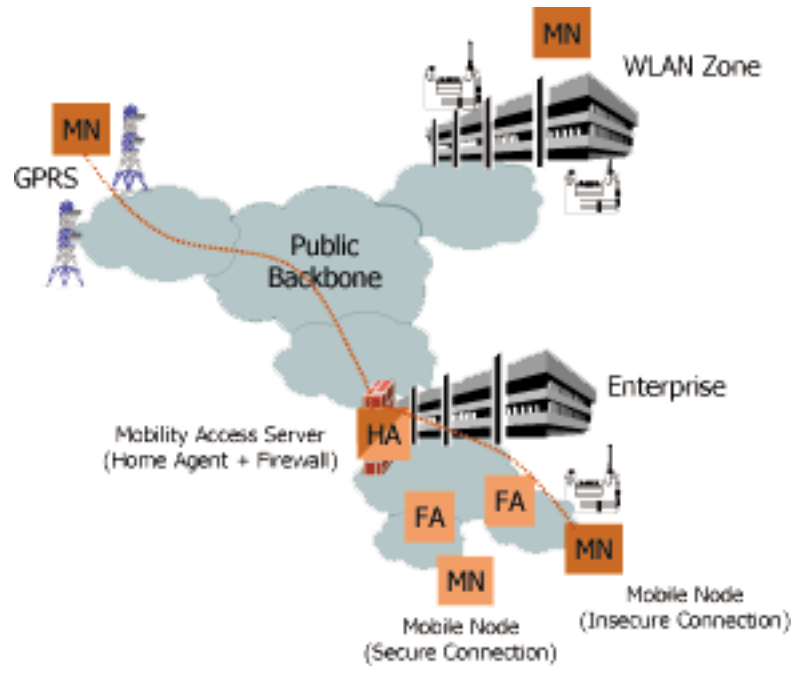 MN
WLAN Zone
MN
GPRS
Public
Backbone
Enterprise
Mobility Access Server
(Home Agent + Firewall)
HA
FA
FA
MN
MN
Mobile Node
(Insecure Connection)
Mobile Node
(Secure Connection)